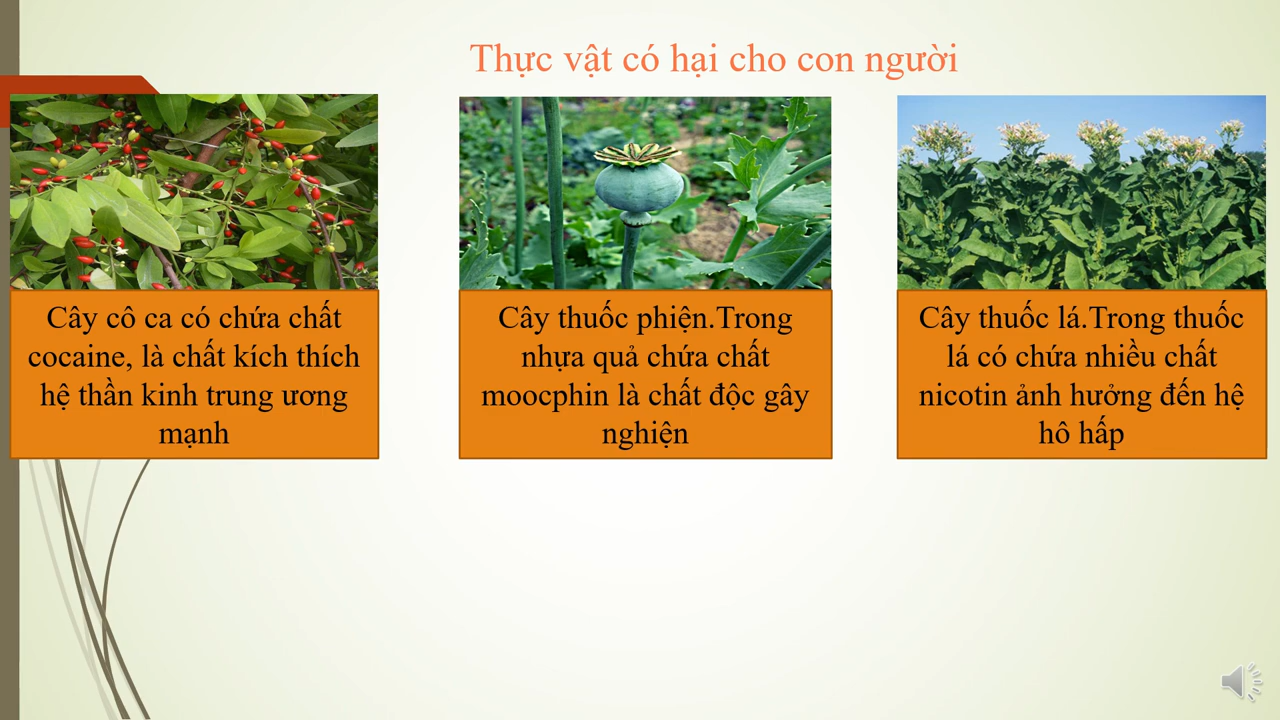 Thực vật có hại cho con người
Cây cô ca có chứa chất
cocaine, là chất kích thích
hệ thần kinh trung ương
mạnh
Cây thuốc phiện.Trong
nhựa quả chứa chất
moocphin là chất độc gây
nghiện
Cây thuốc lá.Trong thuốc
lá có chứa nhiều chất
nicotin ảnh hưởng đến hệ
hô hấp